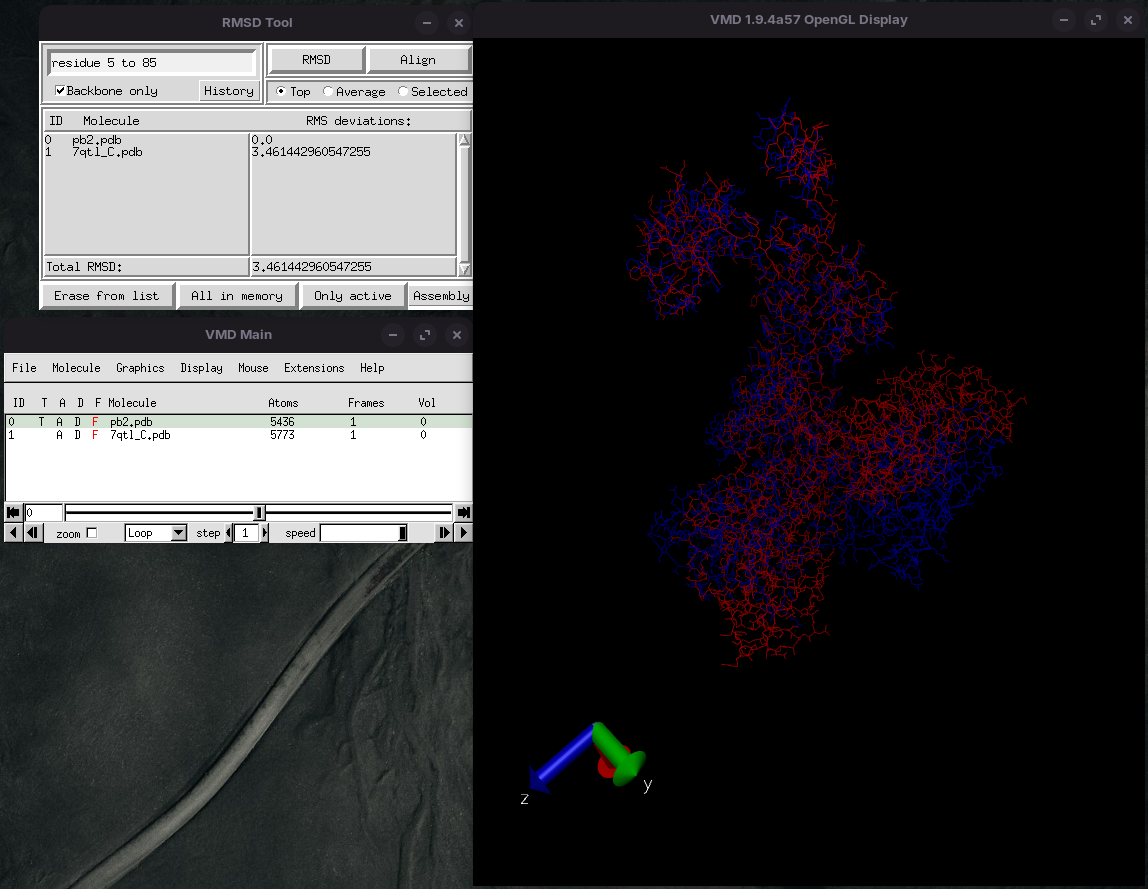 RMSD Tool
residue 5 to 85
Backbone only
History
RMSD
Align
Top
Average
Selected
ID Molecule RMS deviations:
0 pb2.pdb 0.0
1 7qtl_C.pdb 3.461442960547255
Total RMSD: 3.461442960547255
Erase from list
All in memory
Only active
Assembly
VMD Main
File Molecule Graphics Display Mouse Extensions Help
ID T A D F Molecule Atoms Frames Vol
0 T A D F pb2.pdb 5436 1 0
1 A D F 7qtl_C.pdb 5773 1 0
0
zoom Loop step 1 speed
VMD 1.9.4a57 OpenGL Display
z
y